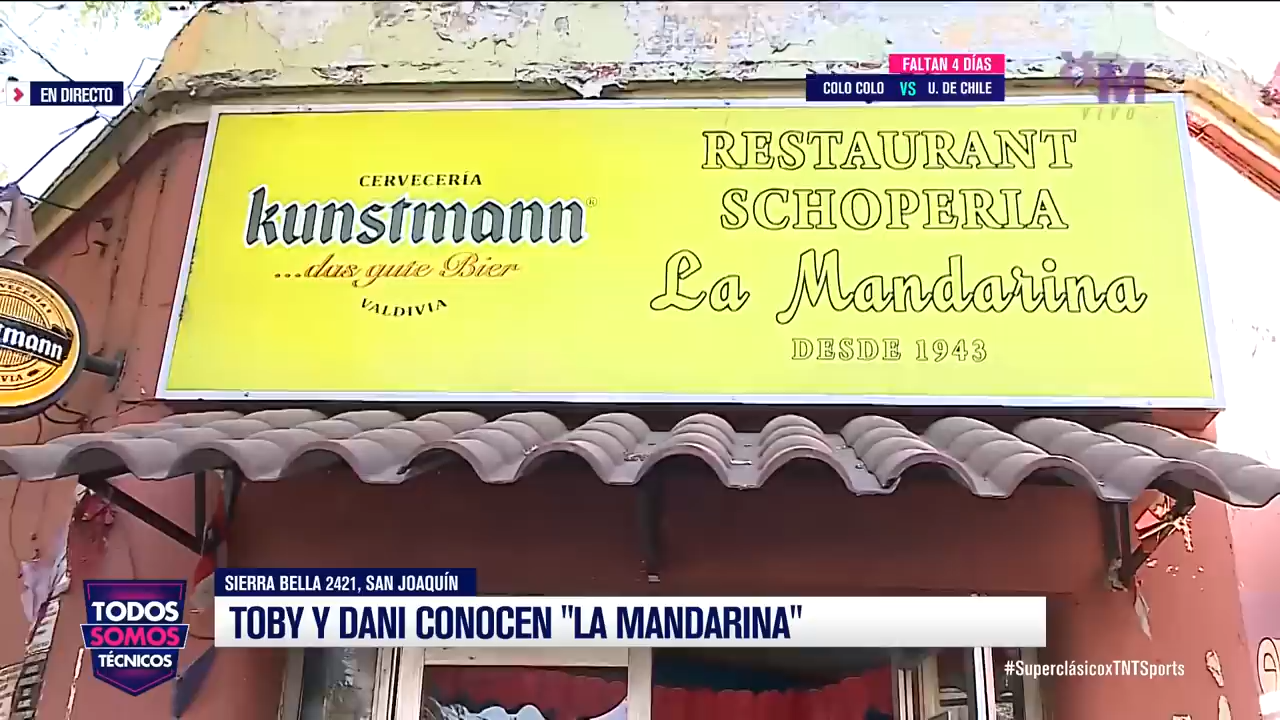 EN DIRECTO
FALTAN 4 DÍAS
COLO COLO VS U. DE CHILE
VIVO
CERVECERÍA
kunstmann®
...das gute Bier
VALDIVIA
RESTAURANT
SCHOPERIA
La Mandarina
DESDE 1943
SIERRA BELLA 2421, SAN JOAQUÍN
TOBY Y DANI CONOCEN "LA MANDARINA"
TODOS
SOMOS
TÉCNICOS
#SuperclásicoxTNTSports